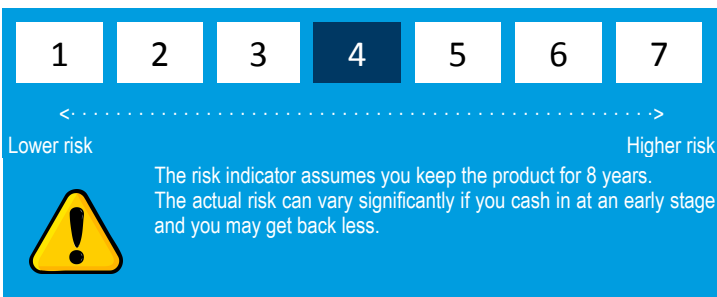 1 2 3 4 5 6 7
<·····················································>
Lower risk Higher risk
The risk indicator assumes you keep the product for 8 years.
The actual risk can vary significantly if you cash in at an early stage
and you may get back less.